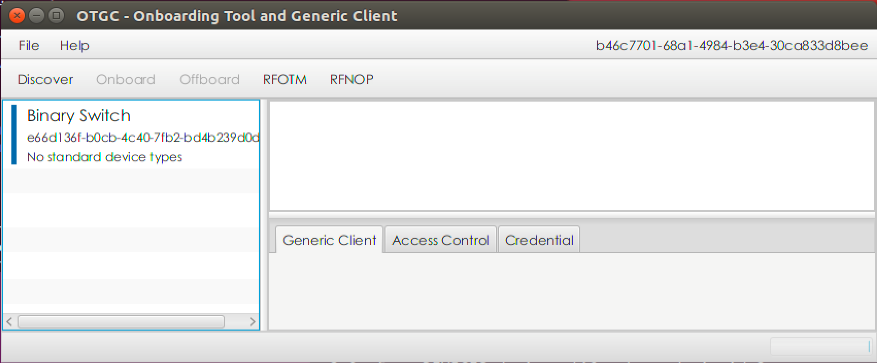 OTGC - Onboarding Tool and Generic Client
File Help b46c7701-68a1-4984-b3e4-30ca833d8bee
Discover Onboard Offboard RFOTM RFNOP
Binary Switch
e66d136f-b0cb-4c40-7fb2-bd4b239d0d
No standard device types
Generic Client Access Control Credential